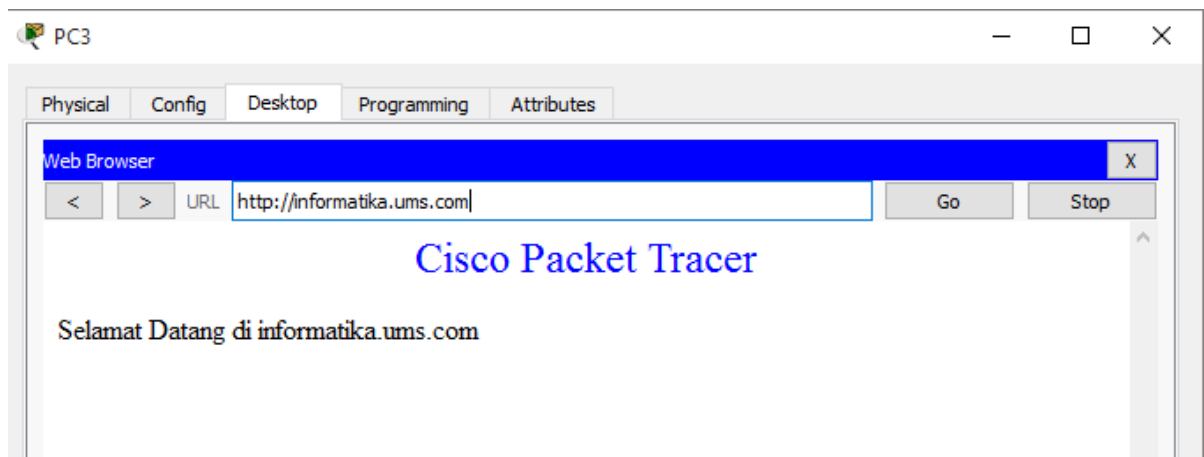 PC3
Physical Config Desktop Programming Attributes
Web Browser X
< > URL http://informatika.ums.com Go Stop
Cisco Packet Tracer
Selamat Datang di informatika.ums.com